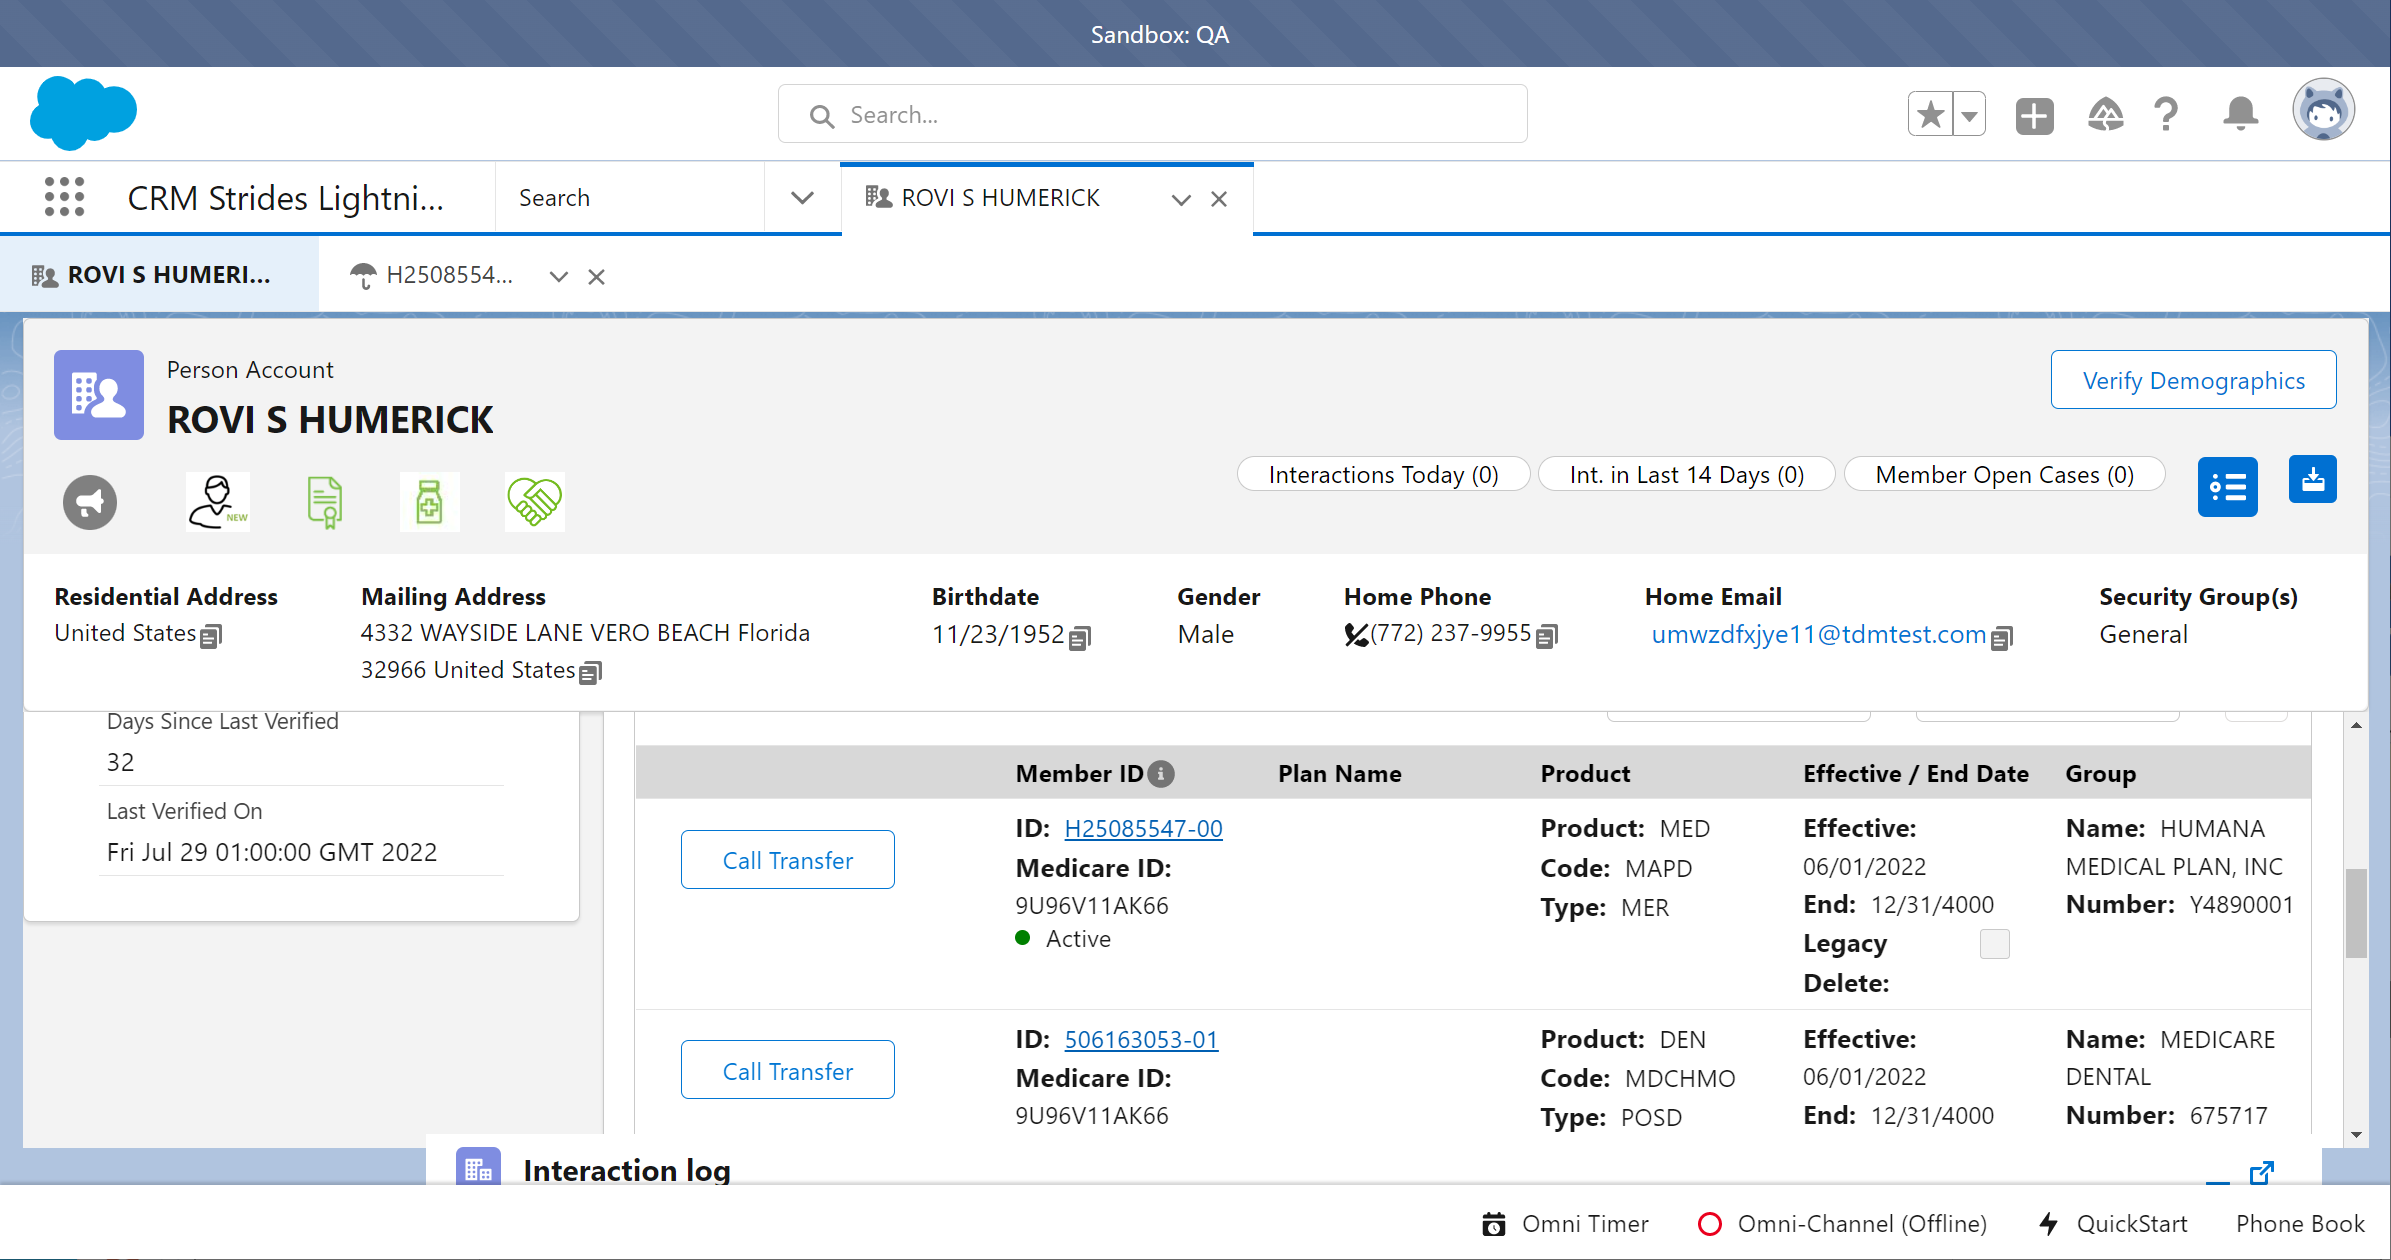 Sandbox: QA
Search...
CRM Strides Lightni...
Search
ROVI S HUMERICK
ROVI S HUMERI...
H2508554...
Person Account
ROVI S HUMERICK
Verify Demographics
Interactions Today (0)
Int. in Last 14 Days (0)
Member Open Cases (0)
NEW
Residential Address
United States
Mailing Address
4332 WAYSIDE LANE VERO BEACH Florida
32966 United States
Birthdate
11/23/1952
Gender
Male
Home Phone
(772) 237-9955
Home Email
umwzdfxjye11@tdmtest.com
Security Group(s)
General
Days Since Last Verified
32
Last Verified On
Fri Jul 29 01:00:00 GMT 2022
Member ID
Plan Name
Product
Effective / End Date
Group
Call Transfer
ID: H25085547-00
Medicare ID:
9U96V11AK66
Active
Product: MED
Code: MAPD
Type: MER
Effective:
06/01/2022
End: 12/31/4000
Legacy
Delete:
Name: HUMANA
MEDICAL PLAN, INC
Number: Y4890001
Call Transfer
ID: 506163053-01
Medicare ID:
9U96V11AK66
Product: DEN
Code: MDCHMO
Type: POSD
Effective:
06/01/2022
End: 12/31/4000
Name: MEDICARE
DENTAL
Number: 675717
Interaction log
Omni Timer
Omni-Channel (Offline)
QuickStart
Phone Book